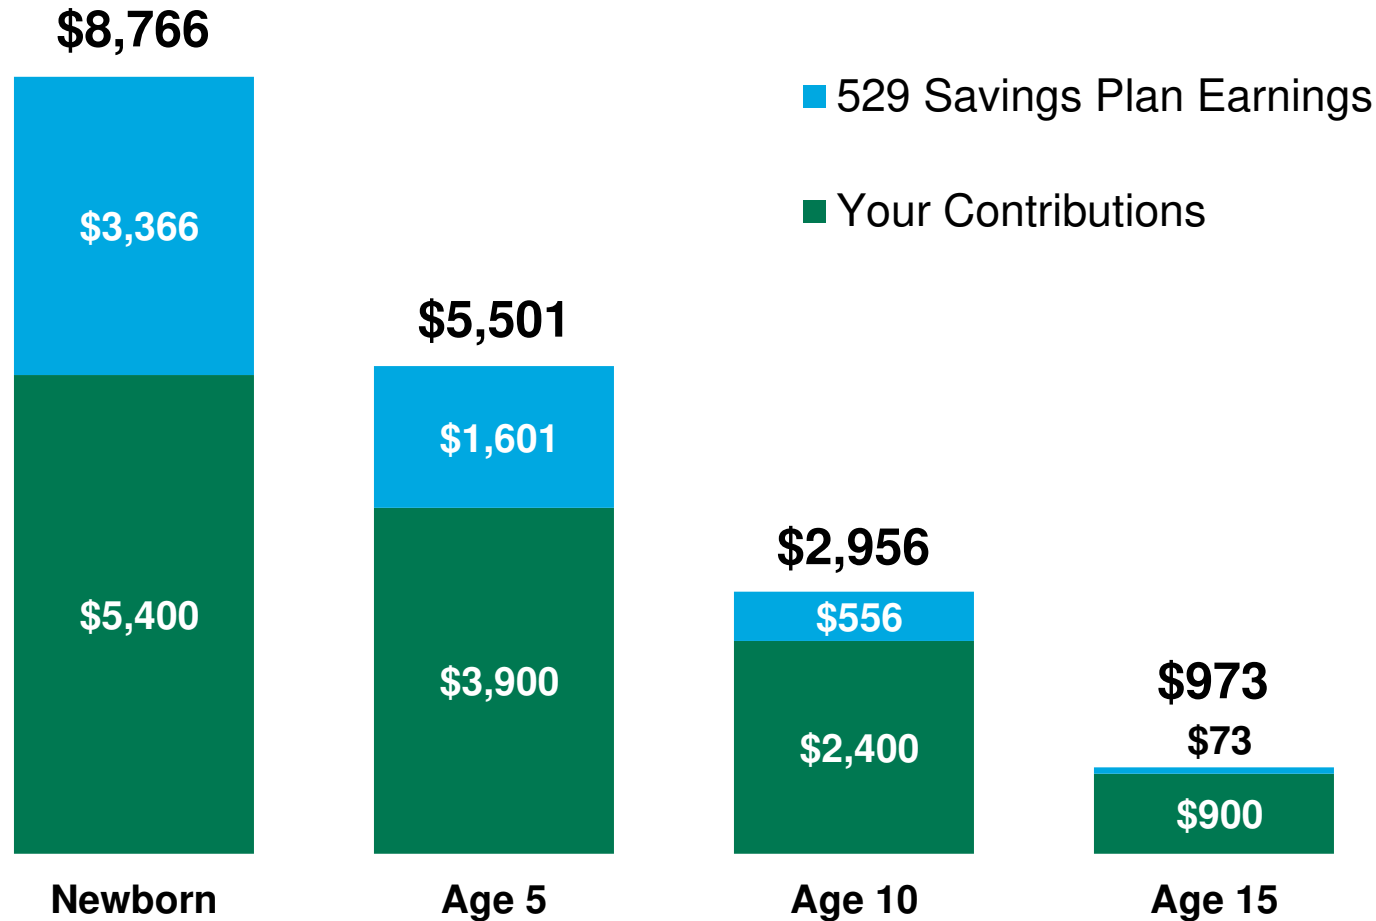 $8,766
529 Savings Plan Earnings
Your Contributions
$3,366
$5,501
$1,601
$2,956
$556
$5,400
$3,900
$973
$73
$2,400
$900
Newborn
Age 5
Age 10
Age 15